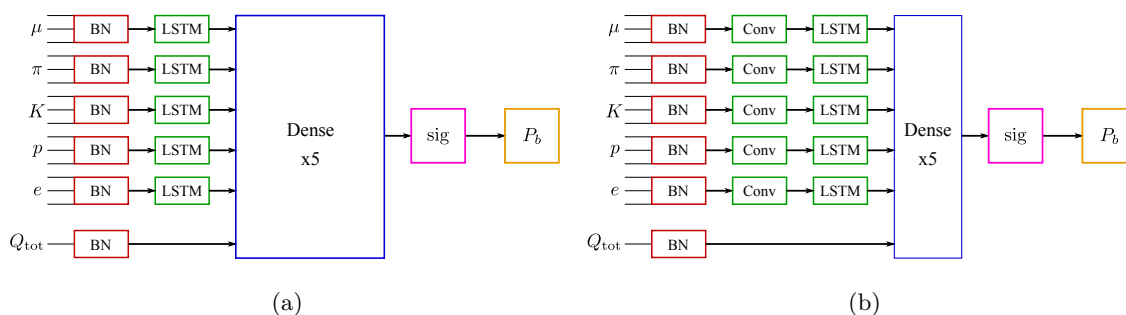 μ BN LSTM
π BN LSTM
K BN LSTM
p BN LSTM
e BN LSTM
Q_tot BN
Dense
x5
sig
P_b
(a)
μ BN Conv LSTM
π BN Conv LSTM
K BN Conv LSTM
p BN Conv LSTM
e BN Conv LSTM
Q_tot BN
Dense
x5
sig
P_b
(b)